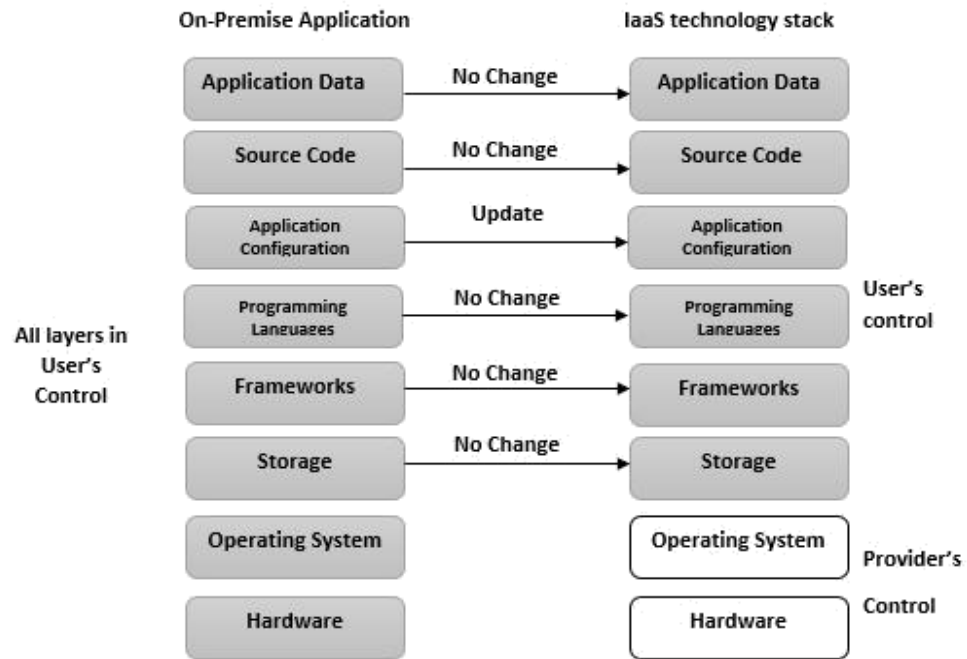 On-Premise Application
IaaS technology stack
Application Data
No Change
Application Data
Source Code
No Change
Source Code
Application
Configuration
Update
Application
Configuration
Programming
Languages
No Change
Programming
Languages
User's
control
All layers in
User's
Control
Frameworks
No Change
Frameworks
Storage
No Change
Storage
Operating System
Operating System
Provider's
Control
Hardware
Hardware